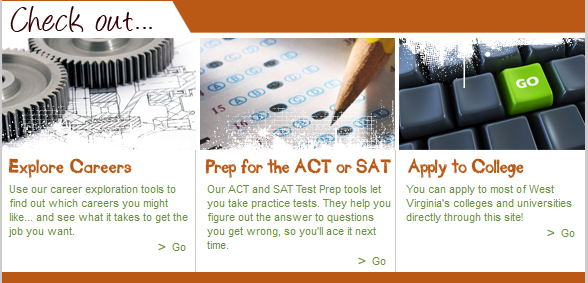 Check out...
GO
15
16
Explore Careers
Use our career exploration tools to
find out which careers you might
like... and see what it takes to get the
job you want.
> Go
Prep for the ACT or SAT
Our ACT and SAT Test Prep tools let
you take practice tests. They help you
figure out the answer to questions
you get wrong, so you'll ace it next
time.
> Go
Apply to College
You can apply to most of West
Virginia's colleges and universities
directly through this site!
> Go